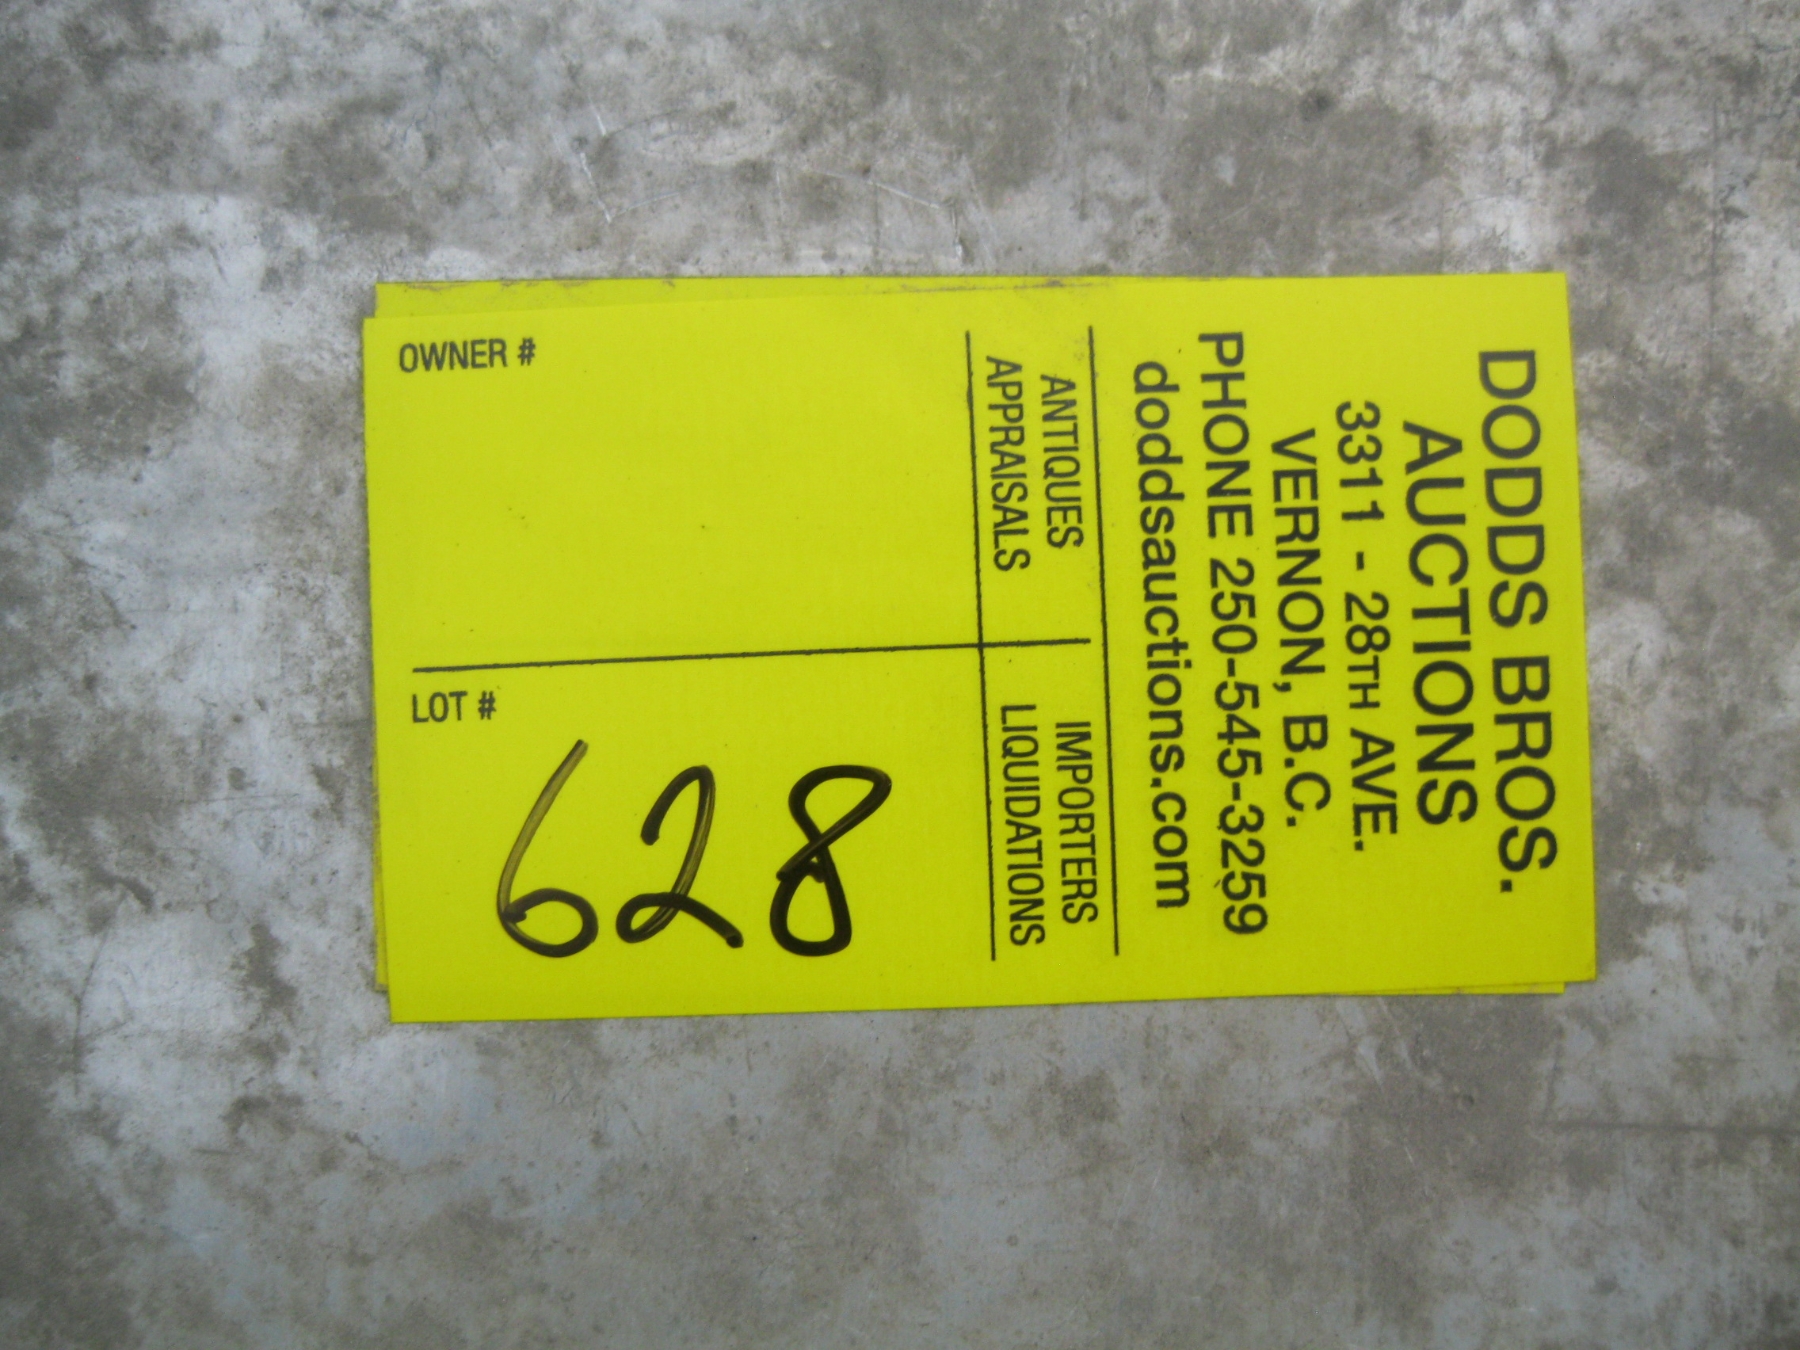 DODDS BROS.
AUCTIONS
3311 - 28TH AVE.
VERNON, B.C.
PHONE 250-545-3259
doddsauctions.com
ANTIQUES
APPRAISALS
IMPORTERS
LIQUIDATIONS
OWNER #
LOT #
628